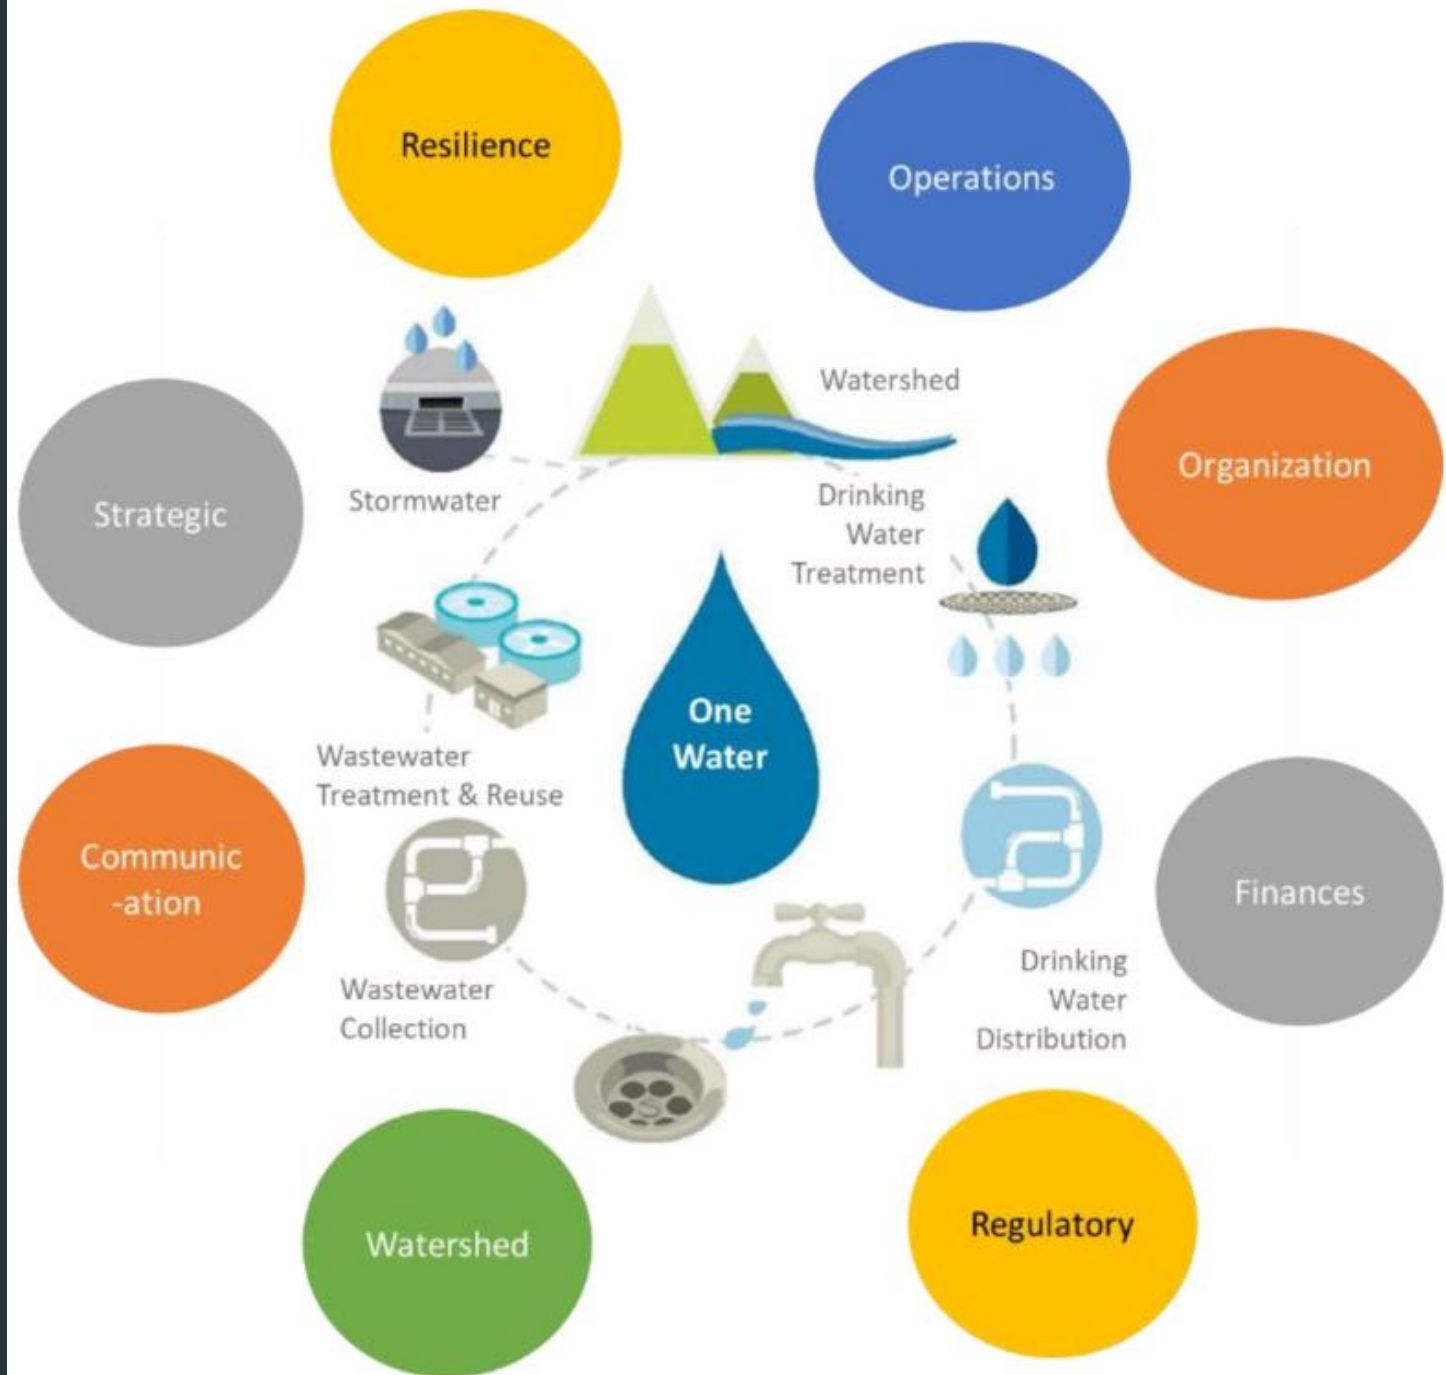 Resilience
Operations
Watershed
Organization
Stormwater
Drinking
Water
Treatment
Strategic
One
Water
Wastewater
Treatment & Reuse
Communic
-ation
Finances
Wastewater
Collection
Drinking
Water
Distribution
Watershed
Regulatory